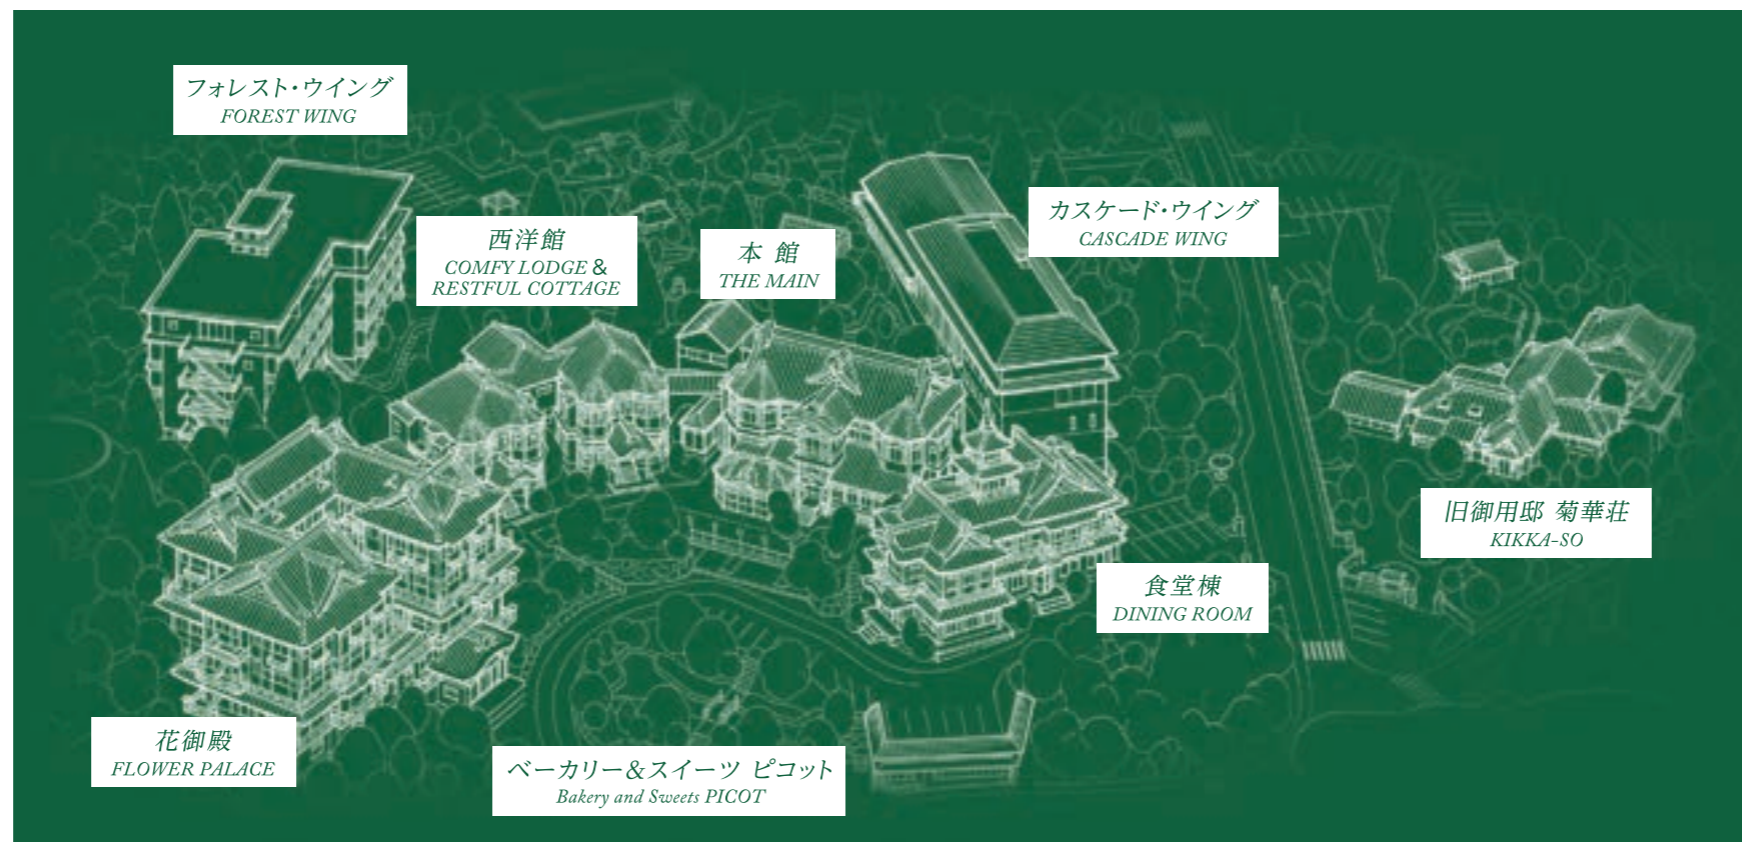 フォレスト・ウイング
FOREST WING
西洋館
COMFY LODGE &
RESTFUL COTTAGE
本 館
THE MAIN
カスケード・ウイング
CASCADE WING
旧御用邸 菊華荘
KIKKA-SO
食堂棟
DINING ROOM
花御殿
FLOWER PALACE
ベーカリー&スイーツ ピコット
Bakery and Sweets PICOT